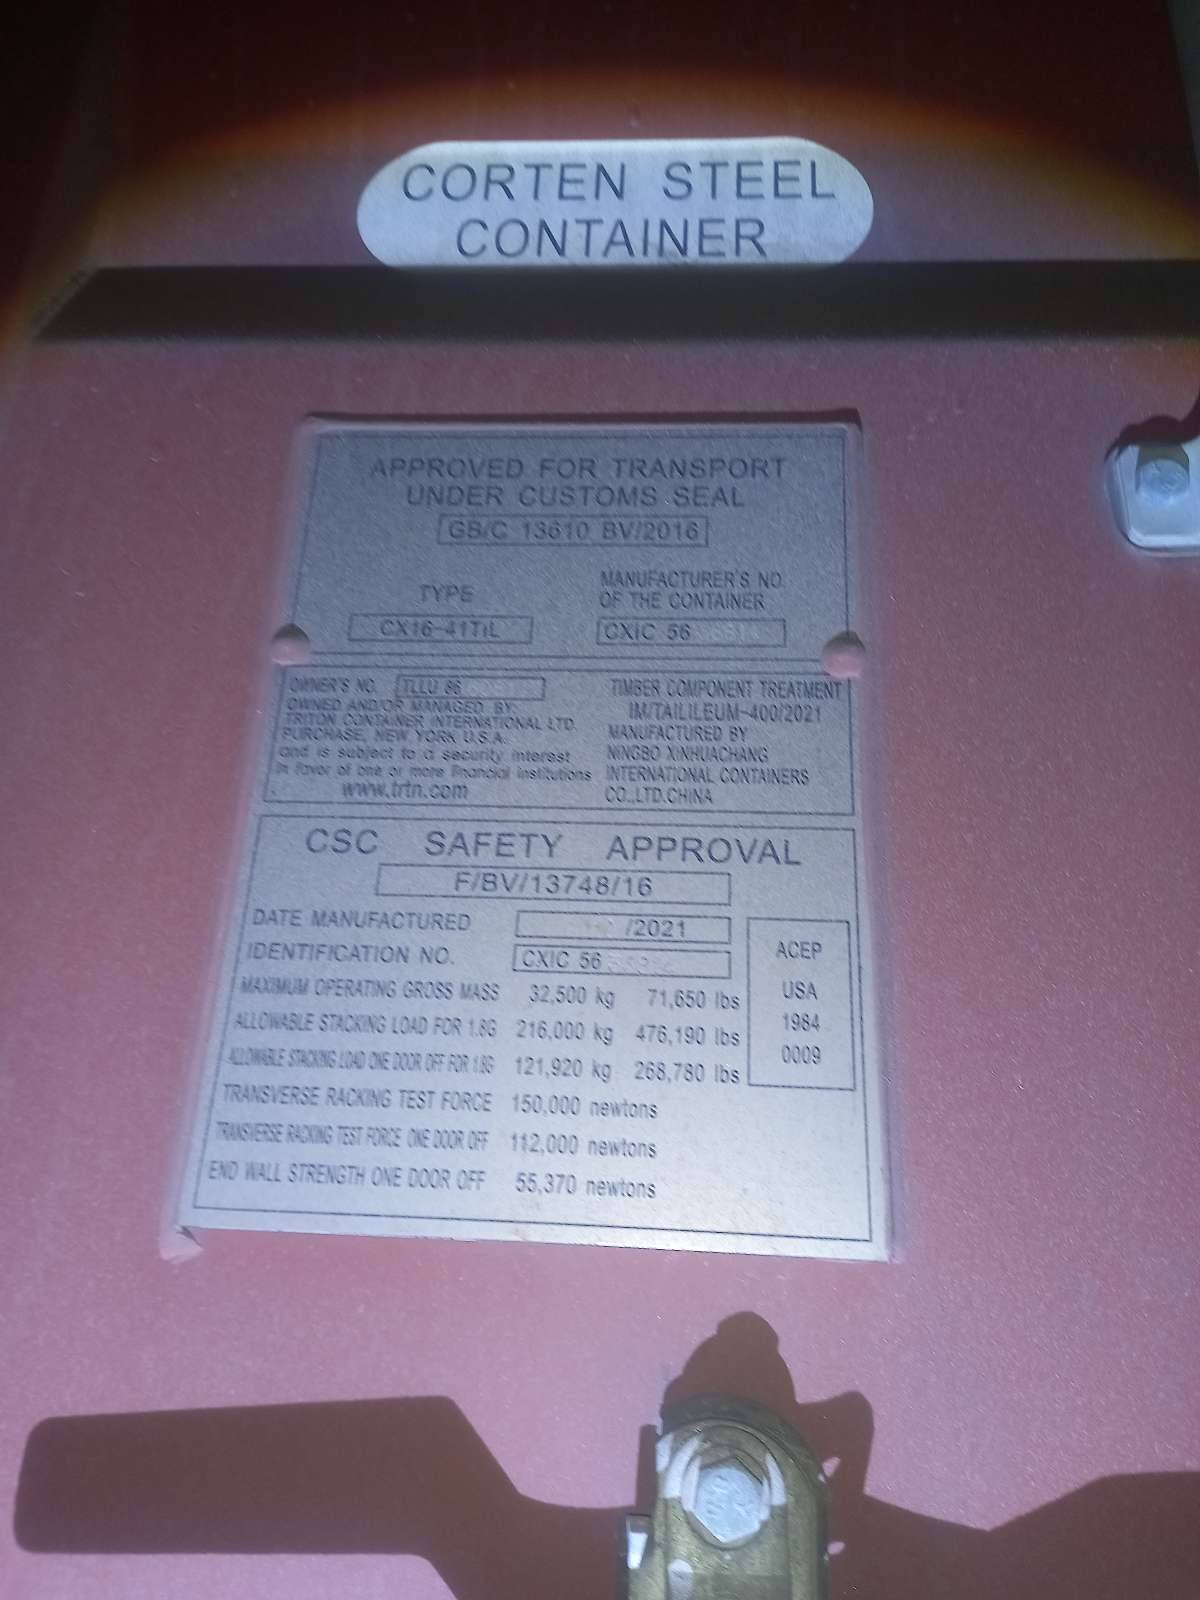 CORTEN STEEL
CONTAINER
APPROVED FOR TRANSPORT
UNDER CUSTOMS SEAL
GB/C 13610 BV/2016
TYPE
CX16-41TiL
MANUFACTURER'S NO.
OF THE CONTAINER
CXIC 56
OWNER'S NO. TLLU 86
OWNED AND/OR MANAGED BY:
TRITON CONTAINER INTERNATIONAL LTD.
PURCHASE, NEW YORK U.S.A.
and is subject to a security interest
in favor of one or more financial institutions
www.trtn.com
TIMBER COMPONENT TREATMENT
IM/TAILILEUM-400/2021
MANUFACTURED BY
NINGBO XINHUACHANG
INTERNATIONAL CONTAINERS
CO.,LTD.CHINA
CSC SAFETY APPROVAL
F/BV/13748/16
DATE MANUFACTURED /2021
IDENTIFICATION NO. CXIC 56
MAXIMUM OPERATING GROSS MASS 32,500 kg 71,650 lbs
ALLOWABLE STACKING LOAD FOR 1.8G 216,000 kg 476,190 lbs
ALLOWABLE STACKING LOAD ONE DOOR OFF FOR 1.8G 121,920 kg 268,780 lbs
TRANSVERSE RACKING TEST FORCE 150,000 newtons
TRANSVERSE RACKING TEST FORCE ONE DOOR OFF 112,000 newtons
END WALL STRENGTH ONE DOOR OFF 55,370 newtons
ACEP
USA
1984
0009